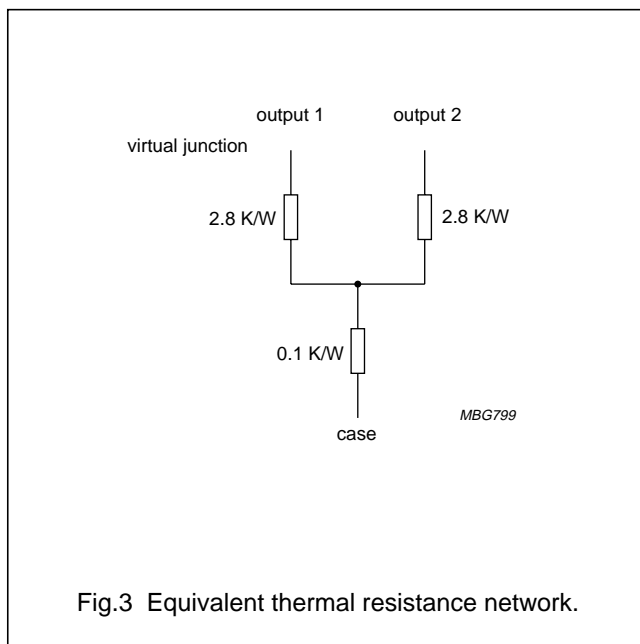 output 1
output 2
virtual junction
2.8 K/W
2.8 K/W
0.1 K/W
MBG799
case
Fig.3 Equivalent thermal resistance network.